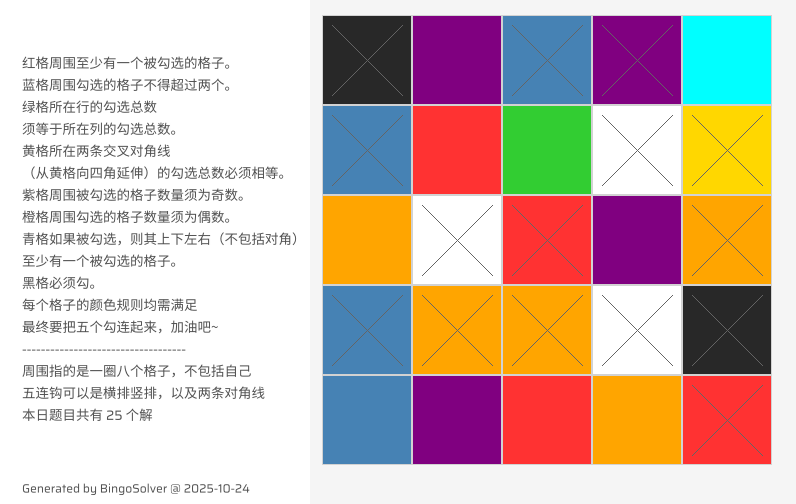 红格周围至少有一个被勾选的格子。
蓝格周围勾选的格子不得超过两个。
绿格所在行的勾选总数
须等于所在列的勾选总数。
黄格所在两条交叉对角线
（从黄格向四角延伸）的勾选总数必须相等。
紫格周围被勾选的格子数量须为奇数。
橙格周围勾选的格子数量须为偶数。
青格如果被勾选，则其上下左右（不包括对角）
至少有一个被勾选的格子。
黑格必须勾。
每个格子的颜色规则均需满足
最终要把五个勾连起来，加油吧~
-----------------------------------
周围指的是一圈八个格子，不包括自己
五连钩可以是横排竖排，以及两条对角线
本日题目共有 25 个解
Generated by BingoSolver @ 2025-10-24